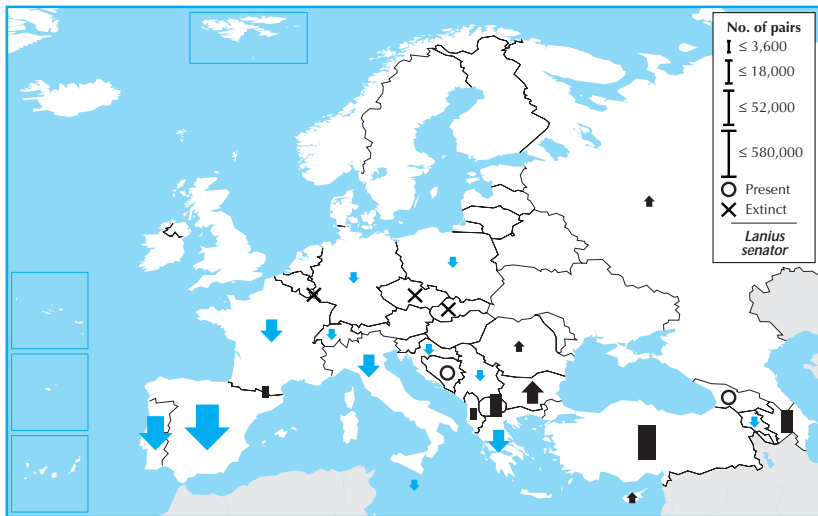 No. of pairs
≤ 3,600
≤ 18,000
≤ 52,000
≤ 580,000
Present
Extinct
Lanius
senator